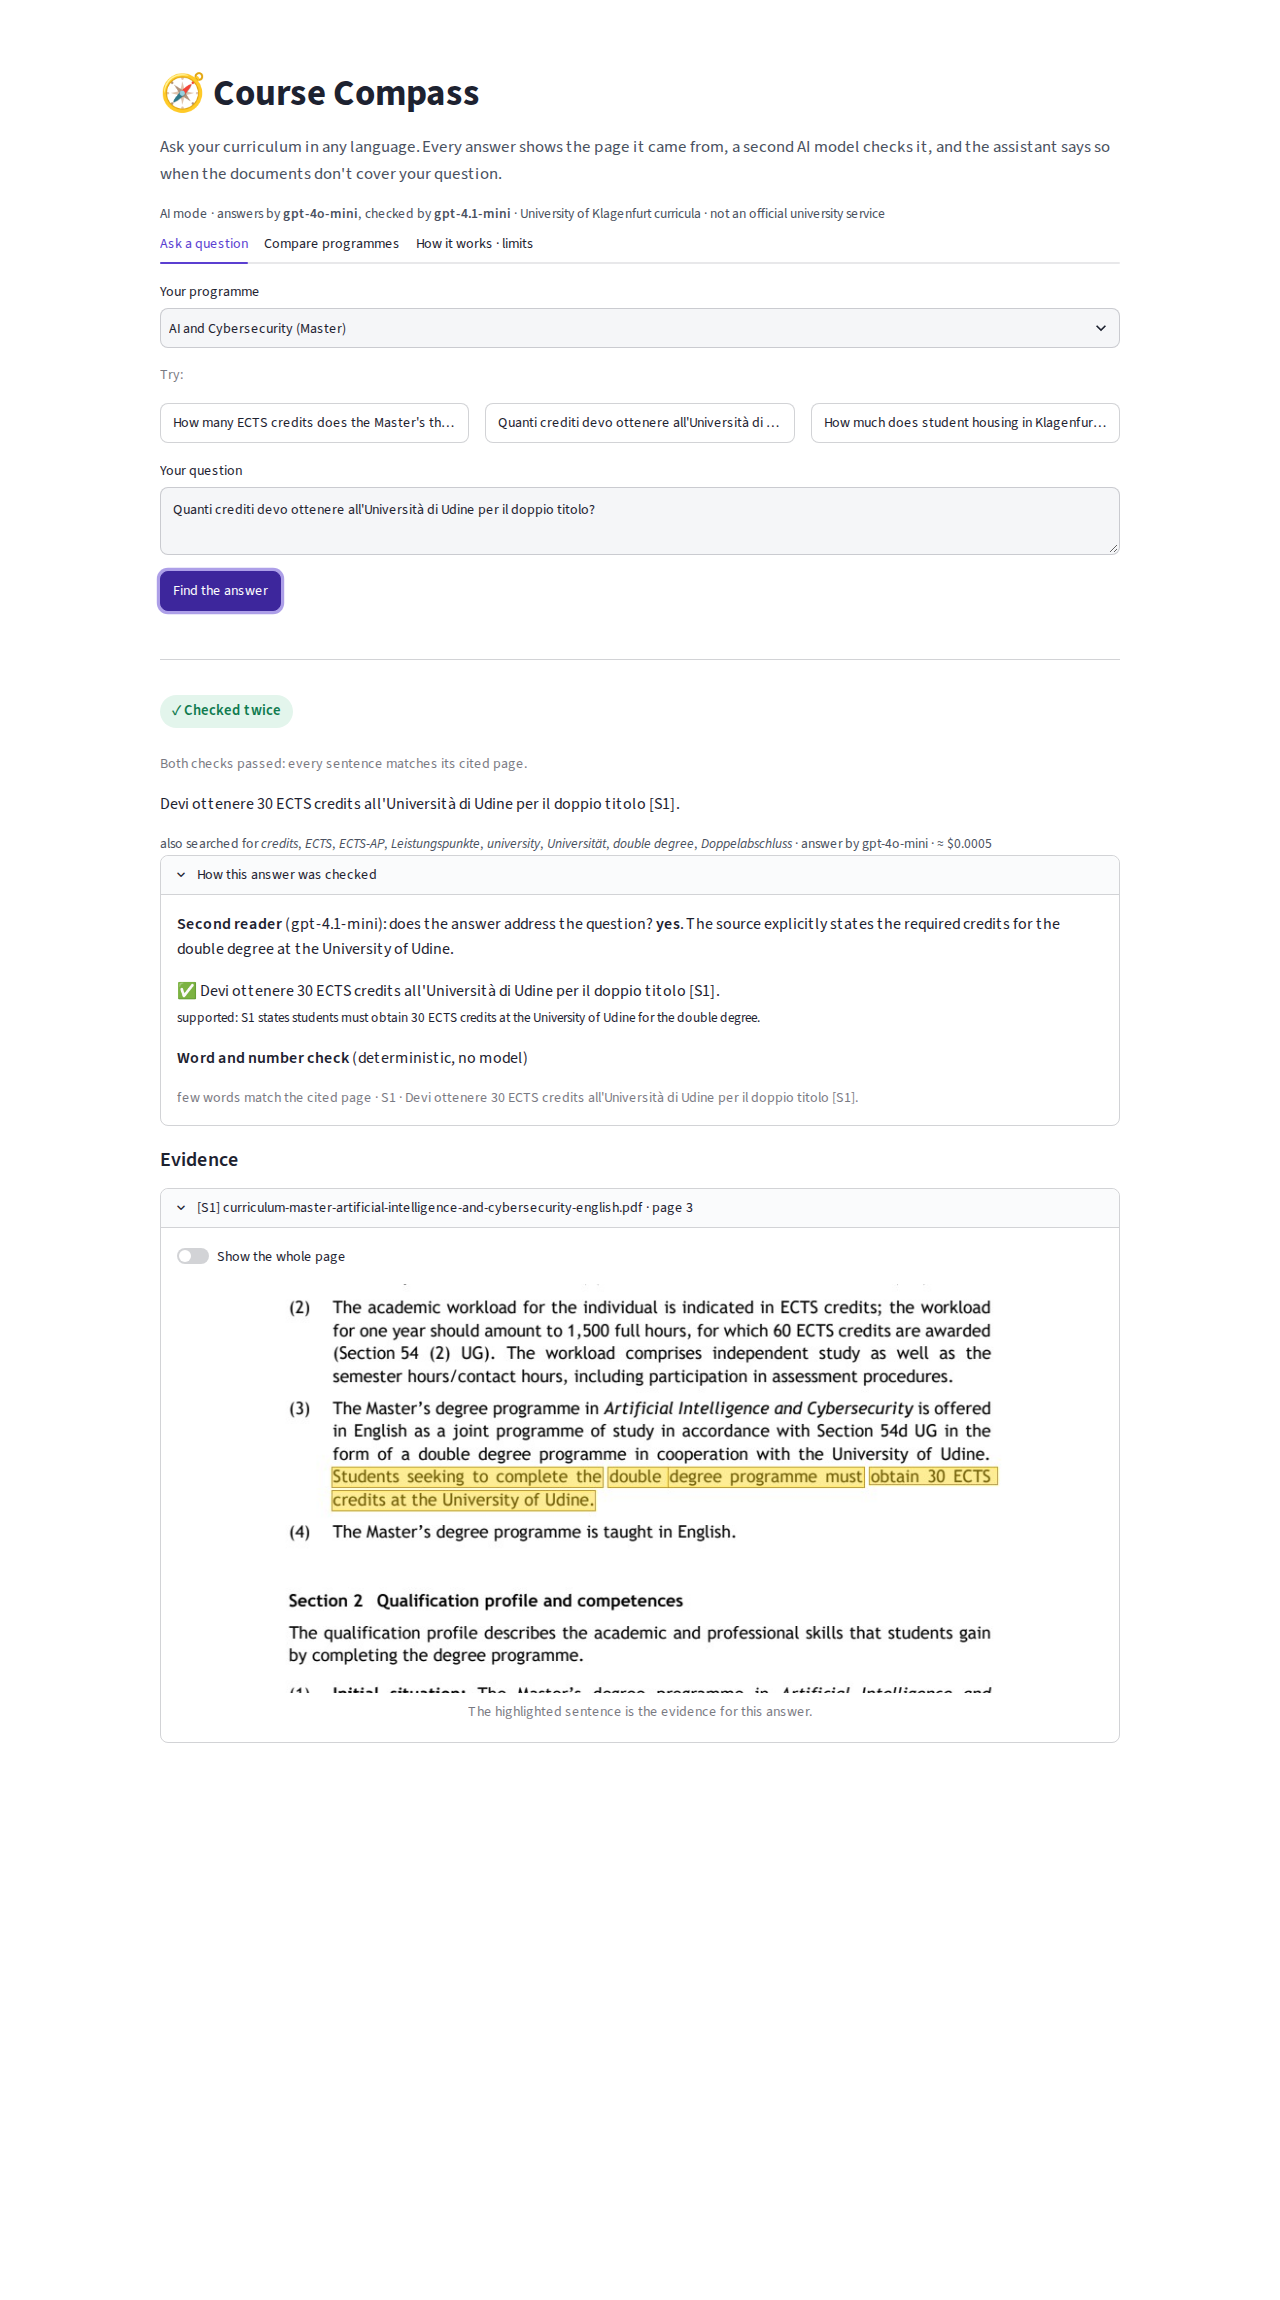 🧭 Course Compass
Ask your curriculum in any language. Every answer shows the page it came from, a second AI model checks it, and the assistant says so
when the documents don't cover your question.
AI mode · answers by gpt-4o-mini, checked by gpt-4.1-mini · University of Klagenfurt curricula · not an official university service
Ask a question Compare programmes How it works · limits
Your programme
AI and Cybersecurity (Master)
Try:
How many ECTS credits does the Master's th…
Quanti crediti devo ottenere all'Università di …
How much does student housing in Klagenfur…
Your question
Quanti crediti devo ottenere all'Università di Udine per il doppio titolo?
Find the answer
✓ Checked twice
Both checks passed: every sentence matches its cited page.
Devi ottenere 30 ECTS credits all'Università di Udine per il doppio titolo [S1].
also searched for credits, ECTS, ECTS-AP, Leistungspunkte, university, Universität, double degree, Doppelabschluss · answer by gpt-4o-mini · ≈ $0.0005
How this answer was checked
Second reader (gpt-4.1-mini): does the answer address the question? yes. The source explicitly states the required credits for the
double degree at the University of Udine.
✅ Devi ottenere 30 ECTS credits all'Università di Udine per il doppio titolo [S1].
supported: S1 states students must obtain 30 ECTS credits at the University of Udine for the double degree.
Word and number check (deterministic, no model)
few words match the cited page · S1 · Devi ottenere 30 ECTS credits all'Università di Udine per il doppio titolo [S1].
Evidence
[S1] curriculum-master-artificial-intelligence-and-cybersecurity-english.pdf · page 3
Show the whole page
(2) The academic workload for the individual is indicated in ECTS credits; the workload
for one year should amount to 1,500 full hours, for which 60 ECTS credits are awarded
(Section 54 (2) UG). The workload comprises independent study as well as the
semester hours/contact hours, including participation in assessment procedures.
(3) The Master's degree programme in Artificial Intelligence and Cybersecurity is offered
in English as a joint programme of study in accordance with Section 54d UG in the
form of a double degree programme in cooperation with the University of Udine.
Students seeking to complete the double degree programme must obtain 30 ECTS
credits at the University of Udine.
(4) The Master's degree programme is taught in English.
Section 2 Qualification profile and competences
The qualification profile describes the academic and professional skills that students gain
by completing the degree programme.
(1) Initial situation: The Master's degree programme in Artificial Intelligence and
The highlighted sentence is the evidence for this answer.